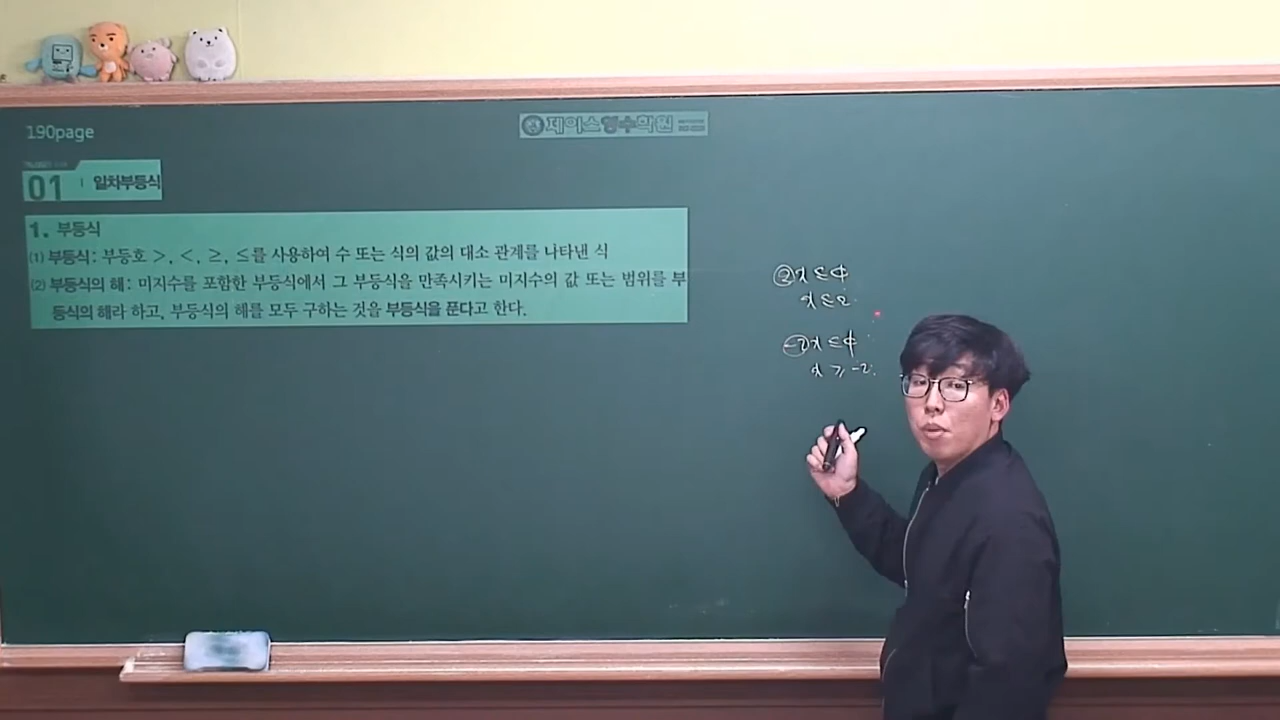 190page
제이스영수학원
01 일차부등식
1. 부등식
(1) 부등식: 부등호 >, <, ≥, ≤를 사용하여 수 또는 식의 값의 대소 관계를 나타낸 식
(2) 부등식의 해: 미지수를 포함한 부등식에서 그 부등식을 만족시키는 미지수의 값 또는 범위를 부
등식의 해라 하고, 부등식의 해를 모두 구하는 것을 부등식을 푼다고 한다.
②x ≤ 4
x ≤ 2
-2x ≤ 4
x ≥ -2